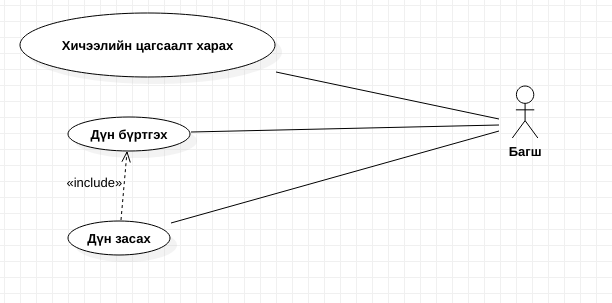 Хичээлийн цагсаалт харах
Дүн бүртгэх
Багш
«include»
Дүн засах